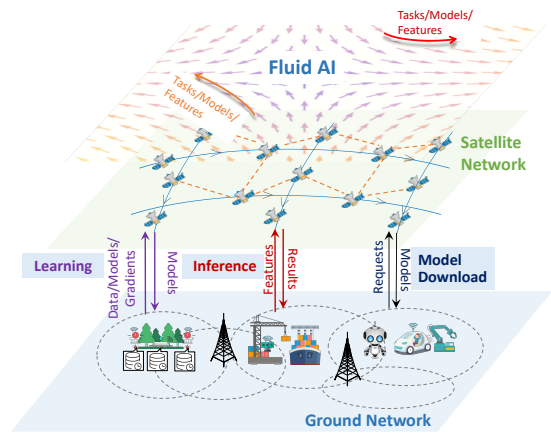 Tasks/Models/
Features
Fluid AI
Tasks/Models/
Features
Satellite
Network
Learning
Data/Models/
Gradients
Models
Inference
Features
Results
Requests
Models
Model
Download
Ground Network